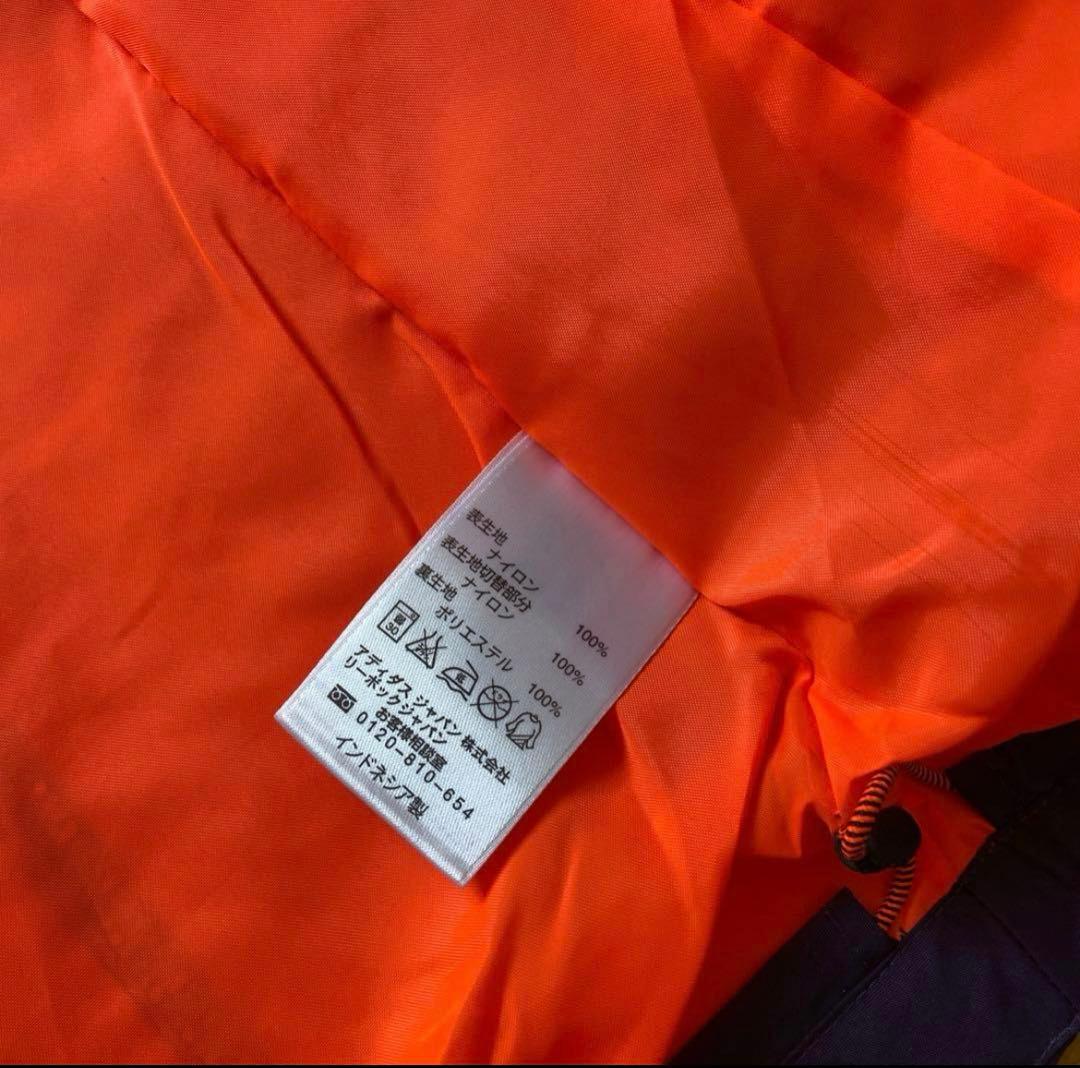 表生地
ナイロン 100%
表生地切替部分
ナイロン 100%
裏生地
ポリエステル 100%
30
アディダス ジャパン 株式会社
リーボックジャパン
お客様相談室
0120-810-654
インドネシア製